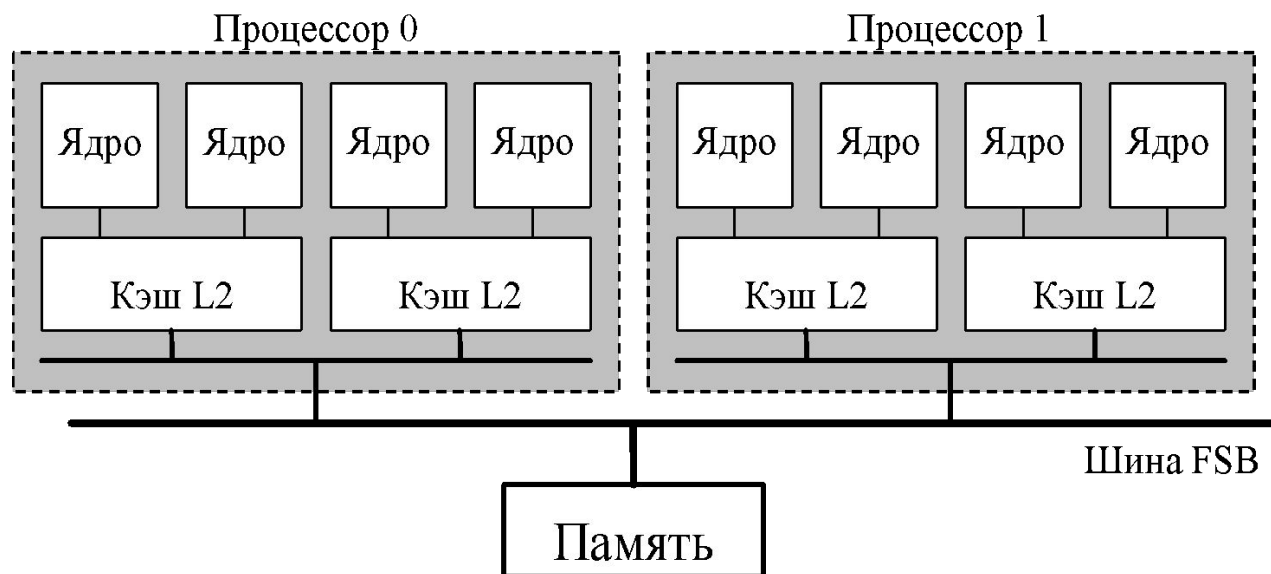 Процессор 0
Процессор 1
Ядро Ядро Ядро Ядро
Ядро Ядро Ядро Ядро
Кэш L2 Кэш L2
Кэш L2 Кэш L2
Шина FSB
Память